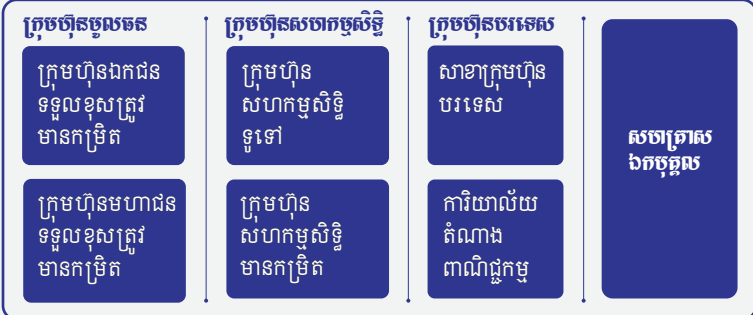 ក្រុមហ៊ុនមូលធន
ក្រុមហ៊ុនឯកជន
ទទួលខុសត្រូវ
មានកម្រិត
ក្រុមហ៊ុនមហាជន
ទទួលខុសត្រូវ
មានកម្រិត
ក្រុមហ៊ុនសហកម្មសិទ្ធិ
ក្រុមហ៊ុន
សហកម្មសិទ្ធិ
ទូទៅ
ក្រុមហ៊ុន
សហកម្មសិទ្ធិ
មានកម្រិត
ក្រុមហ៊ុនបរទេស
សាខាក្រុមហ៊ុន
បរទេស
ការិយាល័យ
តំណាង
ពាណិជ្ជកម្ម
សហគ្រាស
ឯកបុគ្គល